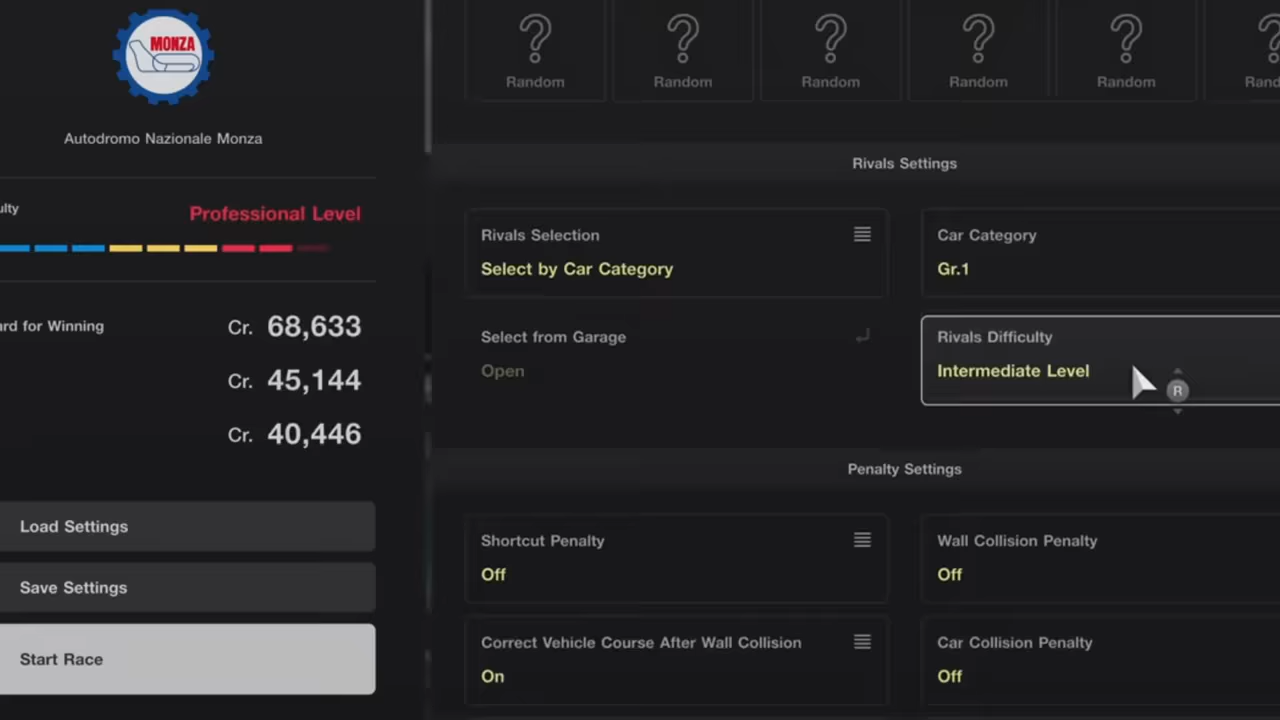 MONZA
Autodromo Nazionale Monza
ulty
Professional Level
ard for Winning
Cr. 68,633
Cr. 45,144
Cr. 40,446
Load Settings
Save Settings
Start Race
? ? ? ? ? ?
Random Random Random Random Random Rand
Rivals Settings
Rivals Selection
Select by Car Category
Car Category
Gr.1
Select from Garage
Open
Rivals Difficulty
Intermediate Level
R
Penalty Settings
Shortcut Penalty
Off
Wall Collision Penalty
Off
Correct Vehicle Course After Wall Collision
On
Car Collision Penalty
Off